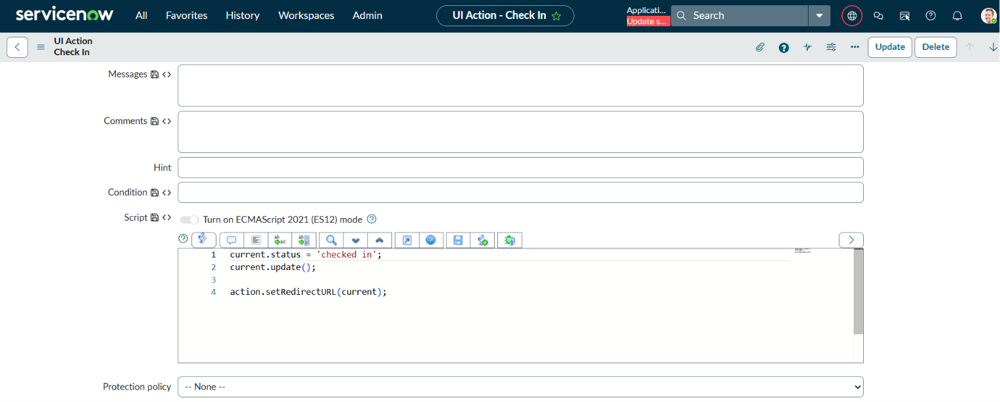 servicenow All Favorites History Workspaces Admin UI Action - Check In Applicati... Search
Update s...
UI Action
Check In
Update Delete
Messages
Comments
Hint
Condition
Script Turn on ECMAScript 2021 (ES12) mode
1 current.status = 'checked in';
2 current.update();
3
4 action.setRedirectURL(current);
Protection policy -- None --